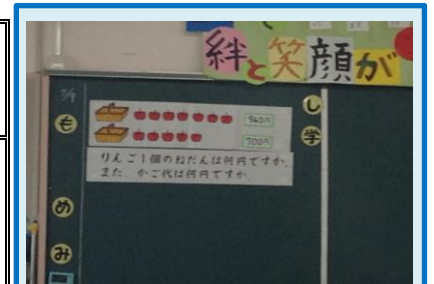 絆と笑顔が
も
め
み
し
学
940円
700円
りんご1個のねだんは何円ですか。
また、かご代は何円ですか。